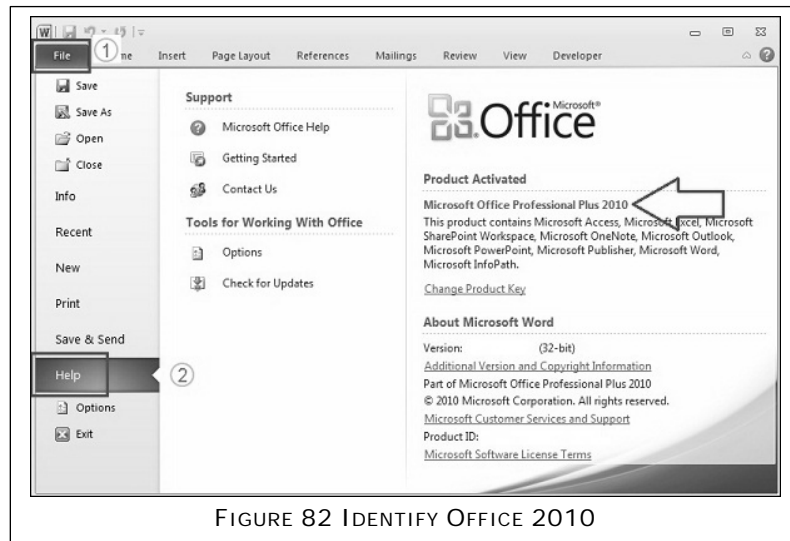 W
File 1 me Insert Page Layout References Mailings Review View Developer
Save
Save As
Open
Close
Info
Recent
New
Print
Save & Send
Help 2
Options
Exit
Support
Microsoft Office Help
Getting Started
Contact Us
Tools for Working With Office
Options
Check for Updates
Microsoft®
Office
Product Activated
Microsoft Office Professional Plus 2010
This product contains Microsoft Access, Microsoft Excel, Microsoft
SharePoint Workspace, Microsoft OneNote, Microsoft Outlook,
Microsoft PowerPoint, Microsoft Publisher, Microsoft Word,
Microsoft InfoPath.
Change Product Key
About Microsoft Word
Version: (32-bit)
Additional Version and Copyright Information
Part of Microsoft Office Professional Plus 2010
© 2010 Microsoft Corporation. All rights reserved.
Microsoft Customer Services and Support
Product ID:
Microsoft Software License Terms
FIGURE 82 IDENTIFY OFFICE 2010